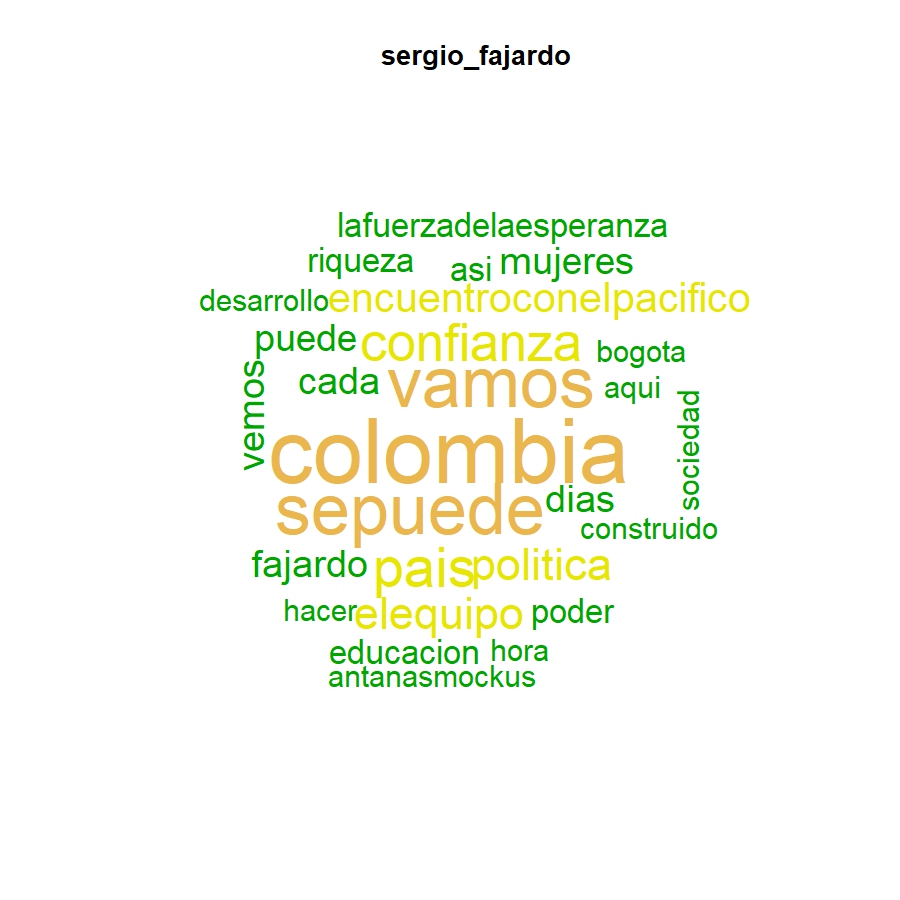 sergio_fajardo
lafuerzadelaesperanza
riqueza asi mujeres
desarrollo encuentroconelpacifico
puede confianza bogota
vemos cada vamos aqui
colombia sociedad
sepuede dias
construido
fajardo pais politica
hacer elequipo poder
educacion hora
antanasmockus